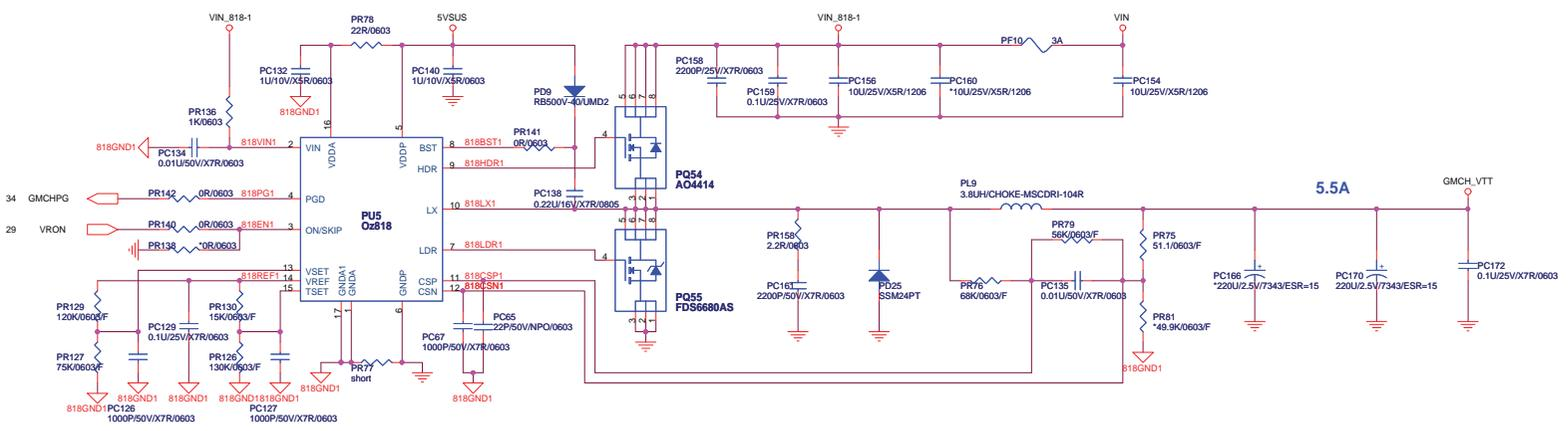 VIN_818-1
PR78
22R/0603
5VSUS
VIN_818-1
VIN
PF10
3A
PC132
1U/10V/X5R/0603
818GND1
PC140
1U/10V/X5R/0603
PC158
2200P/25V/X7R/0603
PC159
0.1U/25V/X7R/0603
PC156
10U/25V/X5R/1206
PC160
*10U/25V/X5R/1206
PC154
10U/25V/X5R/1206
PD9
RB500V-40/UMD2
PR136
1K/0603
818GND1
PC134
0.01U/50V/X7R/0603
818VIN1
2
VIN
16
VDDA
5
VDDP
BST
8
818BST1
PR141
0R/0603
HDR
9
818HDR1
5
6
7
8
4
3
2
1
PQ54
AO4414
PC138
0.22U/16V/X7R/0805
34
GMCHPG
PR142
0R/0603
818PG1
4
PGD
PU5
Oz818
LX
10
818LX1
PL9
3.8UH/CHOKE-MSCDRI-104R
5.5A
GMCH_VTT
29
VRON
PR140
0R/0603
818EN1
3
ON/SKIP
PR138
*0R/0603
LDR
7
818LDR1
5
6
7
8
4
3
2
1
PQ55
FDS6680AS
PR158
2.2R/0603
PC161
2200P/50V/X7R/0603
PD25
SSM24PT
PR79
56K/0603/F
PR76
68K/0603/F
PC135
0.01U/50V/X7R/0603
PR75
51.1/0603/F
PR81
*49.9K/0603/F
818GND1
PC166
*220U/2.5V/7343/ESR=15
PC170
220U/2.5V/7343/ESR=15
PC172
0.1U/25V/X7R/0603
13
VSET
818REF1
14
VREF
15
TSET
GNDA1
GNDA
GNDP
17
1
6
CSP
11
818CSP1
CSN
12
818CSN1
PR129
120K/0603/F
PC129
0.1U/25V/X7R/0603
PR130
15K/0603/F
PR127
75K/0603/F
PR126
130K/0603/F
PC65
22P/50V/NPO/0603
PC67
1000P/50V/X7R/0603
PR77
short
818GND1
818GND1
818GND1
818GND1
818GND1
818GND1
818GND1
PC126
1000P/50V/X7R/0603
PC127
1000P/50V/X7R/0603